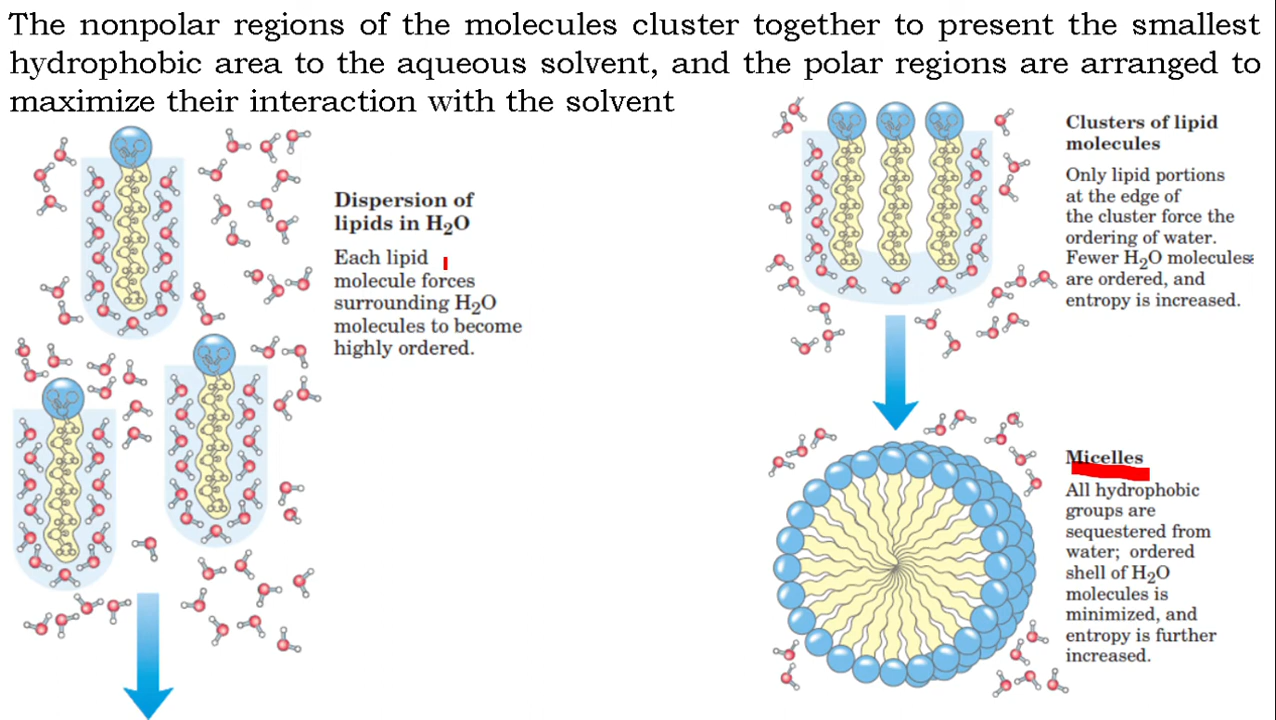 The nonpolar regions of the molecules cluster together to present the smallest
hydrophobic area to the aqueous solvent, and the polar regions are arranged to
maximize their interaction with the solvent
Dispersion of
lipids in H₂O
Each lipid
molecule forces
surrounding H₂O
molecules to become
highly ordered.
Clusters of lipid
molecules
Only lipid portions
at the edge of
the cluster force the
ordering of water.
Fewer H₂O molecules
are ordered, and
entropy is increased.
Micelles
All hydrophobic
groups are
sequestered from
water; ordered
shell of H₂O
molecules is
minimized, and
entropy is further
increased.